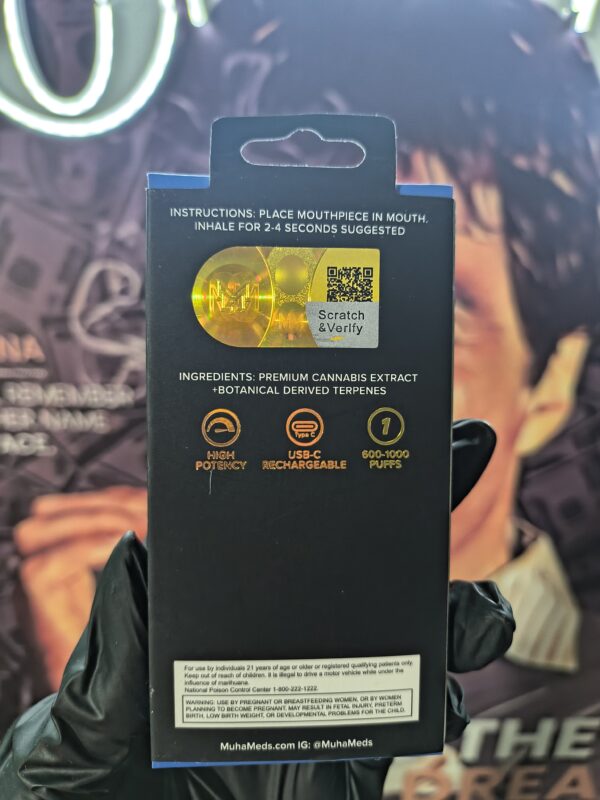 INSTRUCTIONS: PLACE MOUTHPIECE IN MOUTH.
INHALE FOR 2-4 SECONDS SUGGESTED
Scratch
&Verify
INGREDIENTS: PREMIUM CANNABIS EXTRACT
+BOTANICAL DERIVED TERPENES
Type C
1
HIGH
POTENCY
USB-C
RECHARGEABLE
600-1000
PUFFS
For use by individuals 21 years of age or older or registered qualifying patients only.
Keep out of reach of children. It is illegal to drive a motor vehicle while under the
influence of marihuana.
National Poison Control Center 1-800-222-1222.
WARNING: USE BY PREGNANT OR BREASTFEEDING WOMEN, OR BY WOMEN
PLANNING TO BECOME PREGNANT, MAY RESULT IN FETAL INJURY, PRETERM
BIRTH, LOW BIRTH WEIGHT, OR DEVELOPMENTAL PROBLEMS FOR THE CHILD.
MuhaMeds.com IG: @MuhaMeds
REMEMBER
HER NAME
THE